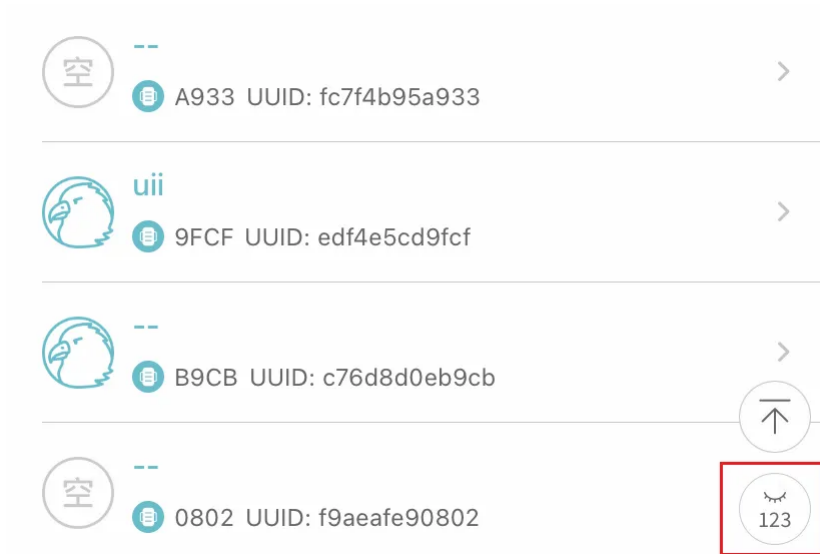 --
空
A933 UUID: fc7f4b95a933
uii
9FCF UUID: edf4e5cd9fcf
--
B9CB UUID: c76d8d0eb9cb
--
空
0802 UUID: f9aeafe90802
123